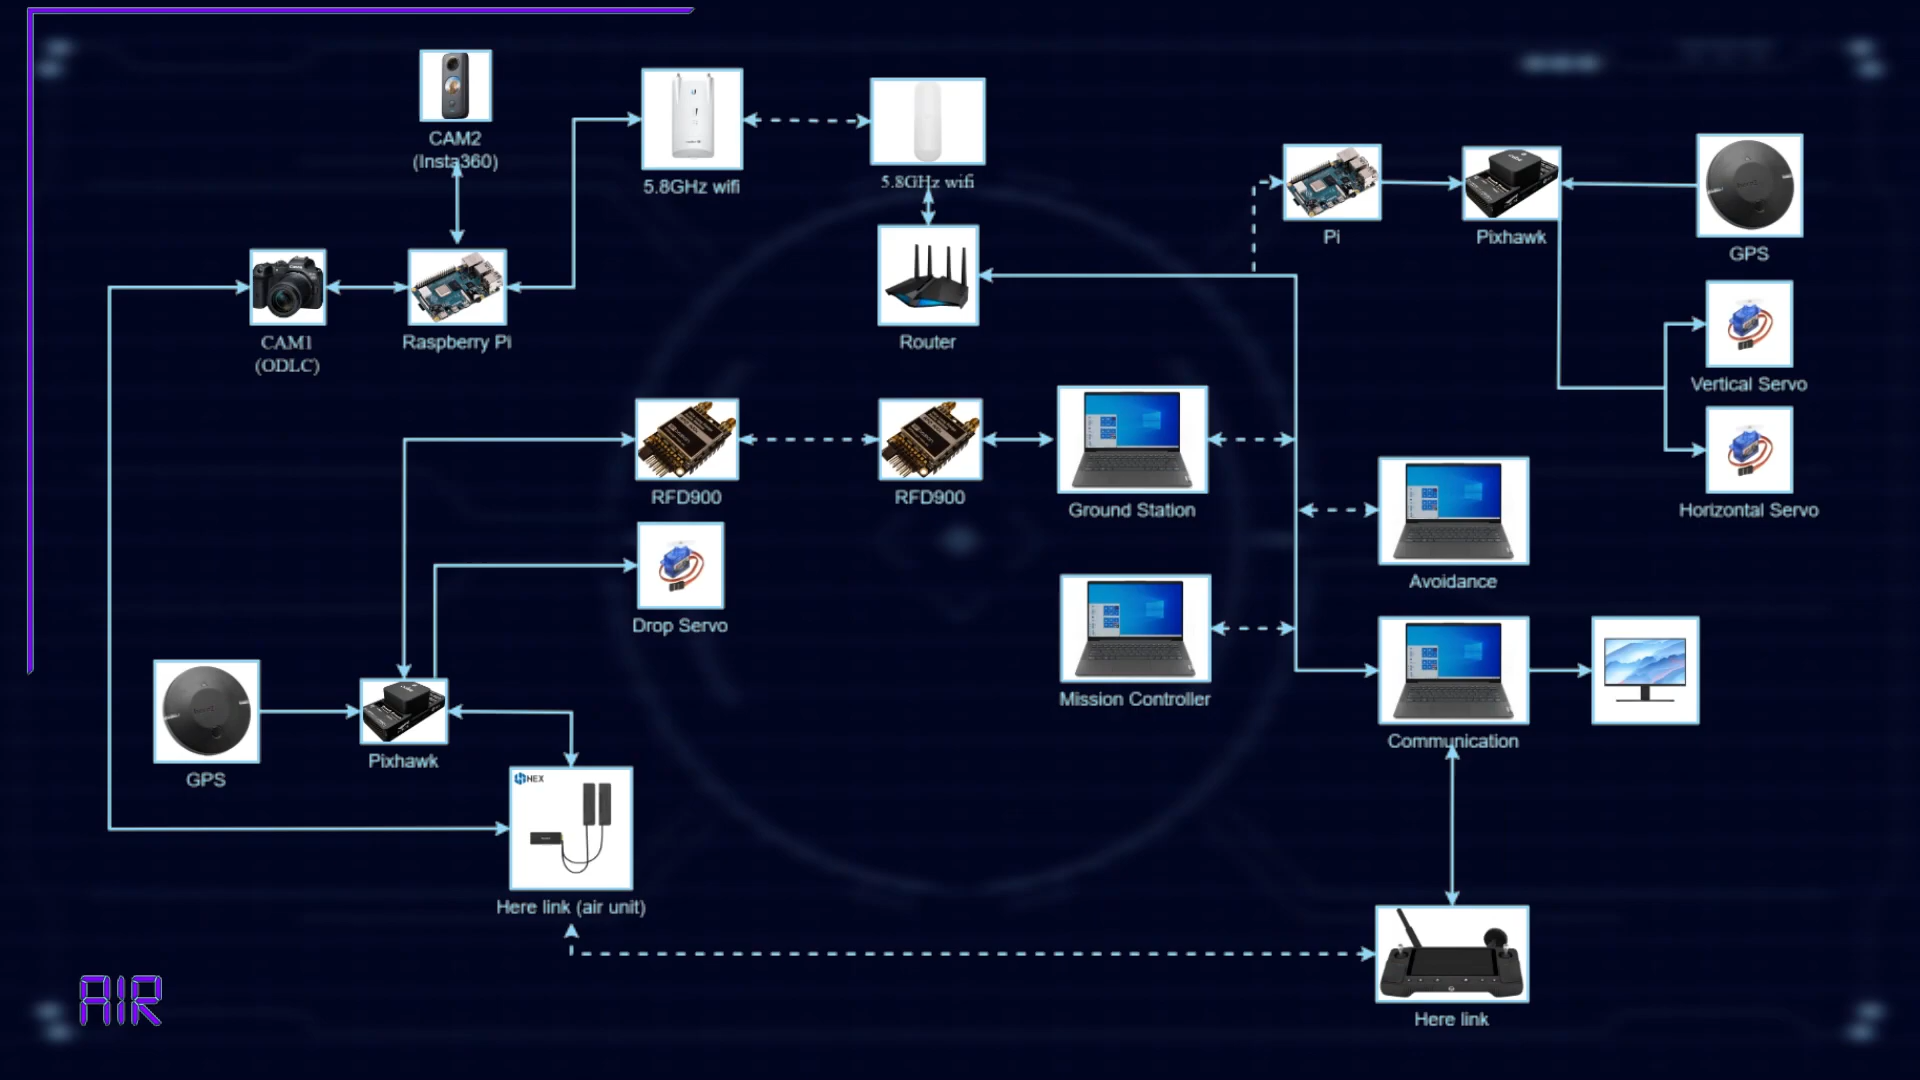 CAM2
(Insta360)
5.8GHz wifi
5.8GHz wifi
Pi
Pixhawk
GPS
CAM1
(ODLC)
Raspberry Pi
Router
Vertical Servo
RFD900
RFD900
Ground Station
Horizontal Servo
Avoidance
Drop Servo
Mission Controller
Communication
GPS
Pixhawk
HEX
Here link (air unit)
AIR
Here link